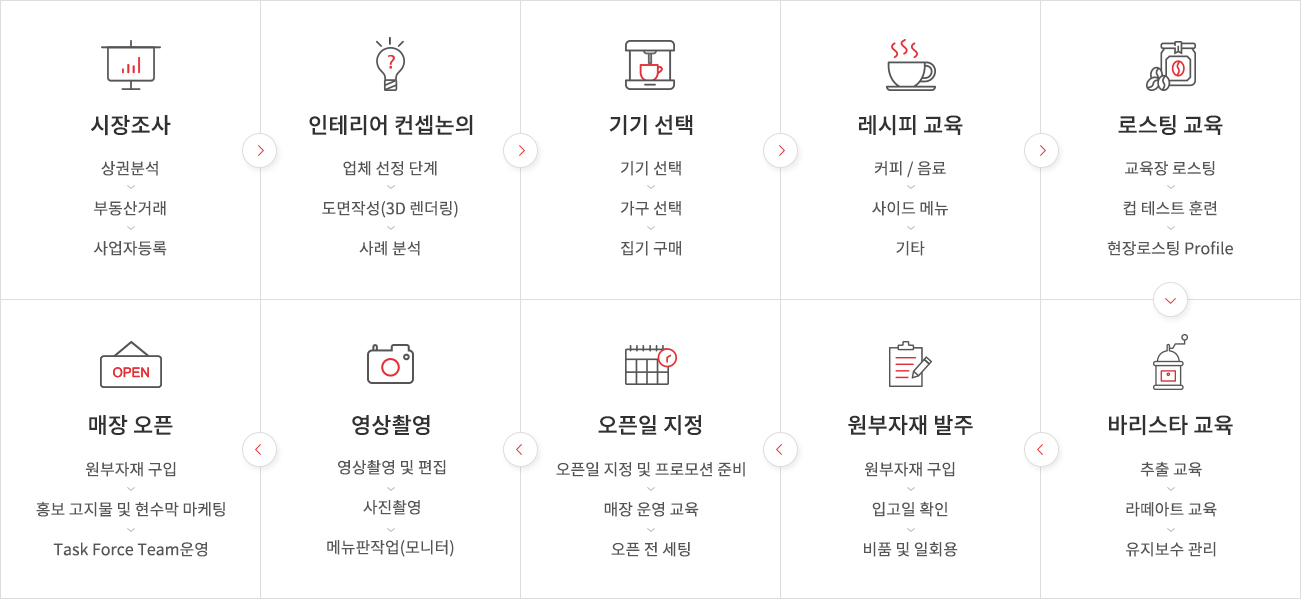 시장조사
상권분석
부동산거래
사업자등록
?
인테리어 컨셉논의
업체 선정 단계
도면작성(3D 렌더링)
사례 분석
기기 선택
기기 선택
가구 선택
집기 구매
레시피 교육
커피 / 음료
사이드 메뉴
기타
로스팅 교육
교육장 로스팅
컵 테스트 훈련
현장로스팅 Profile
OPEN
매장 오픈
원부자재 구입
홍보 고지물 및 현수막 마케팅
Task Force Team운영
영상촬영
영상촬영 및 편집
사진촬영
메뉴판작업(모니터)
오픈일 지정
오픈일 지정 및 프로모션 준비
매장 운영 교육
오픈 전 세팅
원부자재 발주
원부자재 구입
입고일 확인
비품 및 일회용
바리스타 교육
추출 교육
라떼아트 교육
유지보수 관리